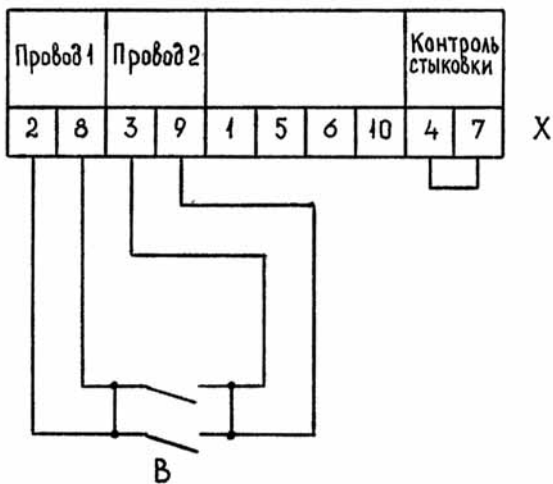 Провод 1 Провод 2 Контроль
стыковки
2 8 3 9 1 5 6 10 4 7 X
В